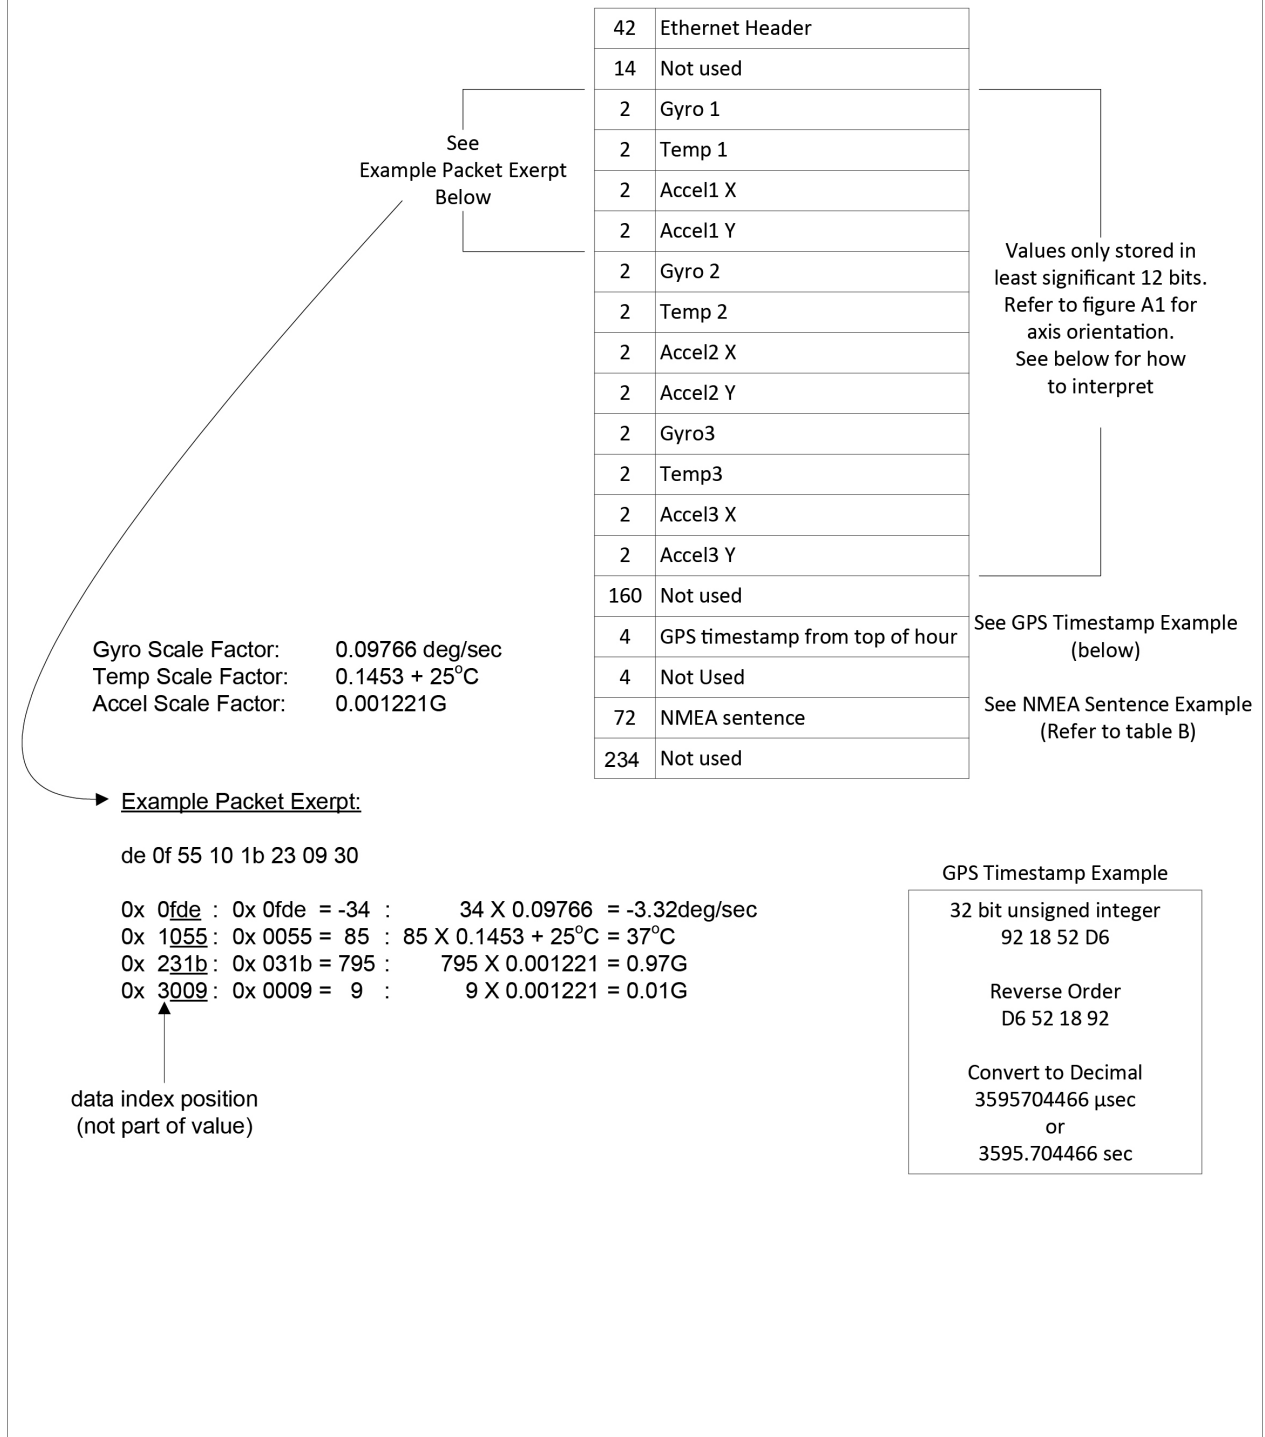 42 Ethernet Header
14 Not used
2 Gyro 1
2 Temp 1
2 Accel1 X
2 Accel1 Y
2 Gyro 2
2 Temp 2
2 Accel2 X
2 Accel2 Y
2 Gyro3
2 Temp3
2 Accel3 X
2 Accel3 Y
160 Not used
4 GPS timestamp from top of hour
4 Not Used
72 NMEA sentence
234 Not used
See
Example Packet Exerpt
Below
Values only stored in
least significant 12 bits.
Refer to figure A1 for
axis orientation.
See below for how
to interpret
See GPS Timestamp Example
(below)
See NMEA Sentence Example
(Refer to table B)
Gyro Scale Factor: 0.09766 deg/sec
Temp Scale Factor: 0.1453 + 25°C
Accel Scale Factor: 0.001221G
Example Packet Exerpt:
de 0f 55 10 1b 23 09 30
0x 0fde : 0x 0fde = -34 : 34 X 0.09766 = -3.32deg/sec
0x 1055 : 0x 0055 = 85 : 85 X 0.1453 + 25°C = 37°C
0x 231b : 0x 031b = 795 : 795 X 0.001221 = 0.97G
0x 3009 : 0x 0009 = 9 : 9 X 0.001221 = 0.01G
data index position
(not part of value)
GPS Timestamp Example
32 bit unsigned integer
92 18 52 D6
Reverse Order
D6 52 18 92
Convert to Decimal
3595704466 µsec
or
3595.704466 sec